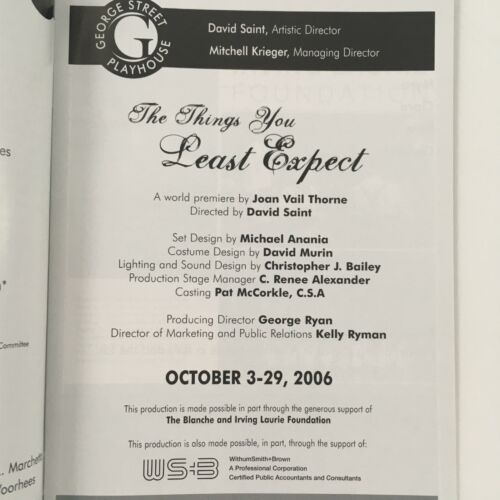 GEORGE STREET
G
PLAYHOUSE
David Saint, Artistic Director
Mitchell Krieger, Managing Director
The Things You
Least Expect
A world premiere by Joan Vail Thorne
Directed by David Saint
Set Design by Michael Anania
Costume Design by David Murin
Lighting and Sound Design by Christopher J. Bailey
Production Stage Manager C. Renee Alexander
Casting Pat McCorkle, C.S.A
Producing Director George Ryan
Director of Marketing and Public Relations Kelly Ryman
OCTOBER 3-29, 2006
This production is made possible in part through the generous support of
The Blanche and Irving Laurie Foundation
This production is also made possible, in part, through the support of:
WS+B
WithumSmith+Brown
A Professional Corporation
Certified Public Accountants and Consultants
es
Committee
. Marchetti
Voorhees